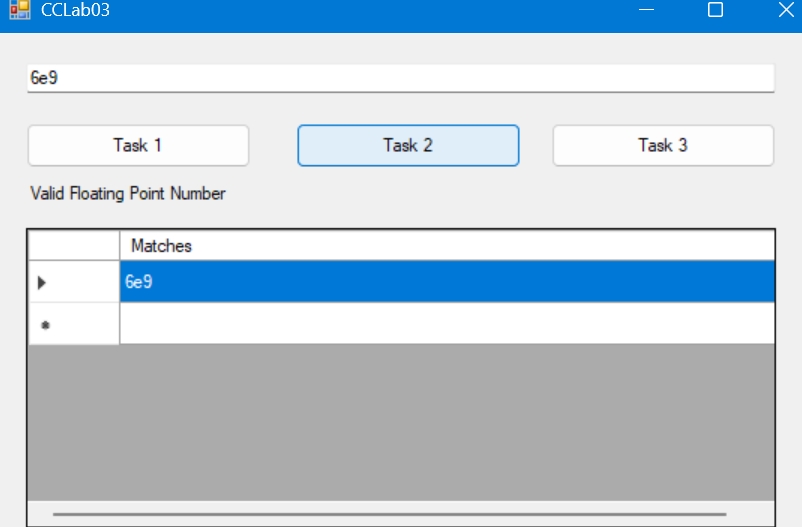 CCLab03
6e9
Task 1 Task 2 Task 3
Valid Floating Point Number
Matches
6e9